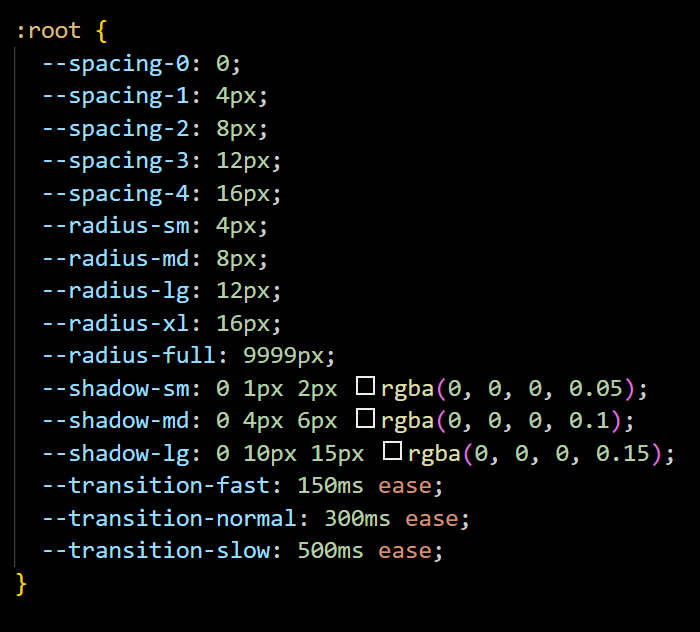 :root {
  --spacing-0: 0;
  --spacing-1: 4px;
  --spacing-2: 8px;
  --spacing-3: 12px;
  --spacing-4: 16px;
  --radius-sm: 4px;
  --radius-md: 8px;
  --radius-lg: 12px;
  --radius-xl: 16px;
  --radius-full: 9999px;
  --shadow-sm: 0 1px 2px rgba(0, 0, 0, 0.05);
  --shadow-md: 0 4px 6px rgba(0, 0, 0, 0.1);
  --shadow-lg: 0 10px 15px rgba(0, 0, 0, 0.15);
  --transition-fast: 150ms ease;
  --transition-normal: 300ms ease;
  --transition-slow: 500ms ease;
}